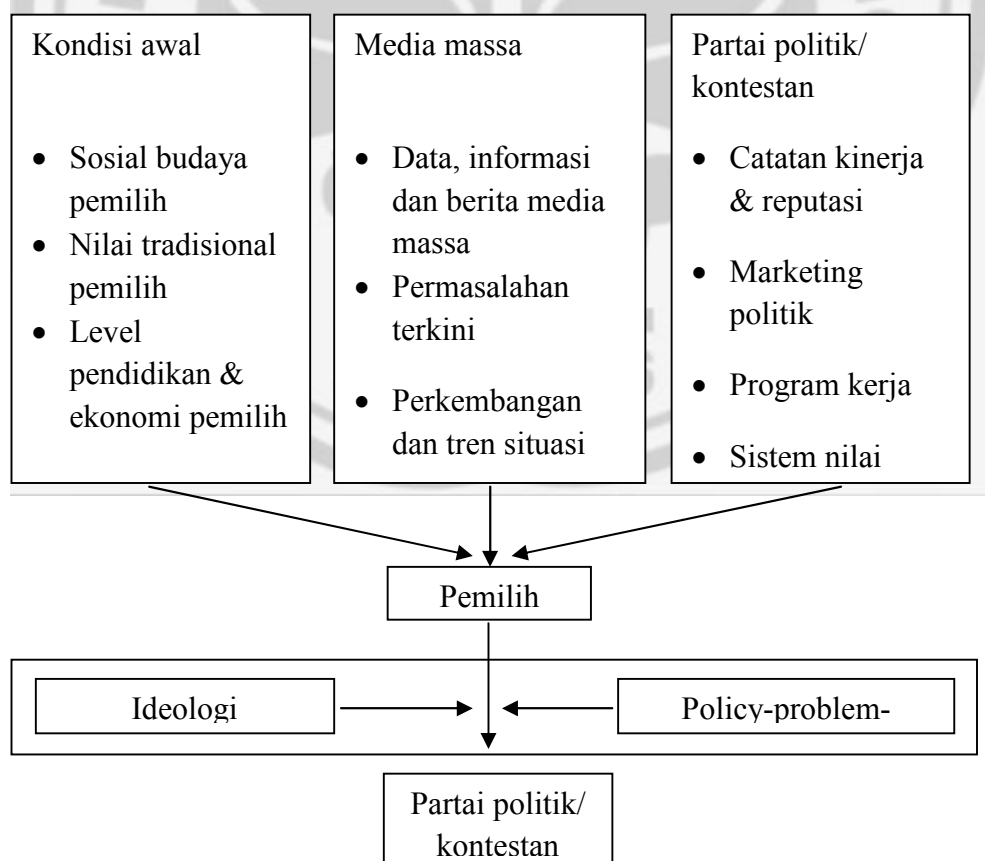 Kondisi awal
• Sosial budaya
pemilih
• Nilai tradisional
pemilih
• Level
pendidikan &
ekonomi pemilih
Media massa
• Data, informasi
dan berita media
massa
• Permasalahan
terkini
• Perkembangan
dan tren situasi
Partai politik/
kontestan
• Catatan kinerja
& reputasi
• Marketing
politik
• Program kerja
• Sistem nilai
Pemilih
Ideologi
Policy-problem-
Partai politik/
kontestan